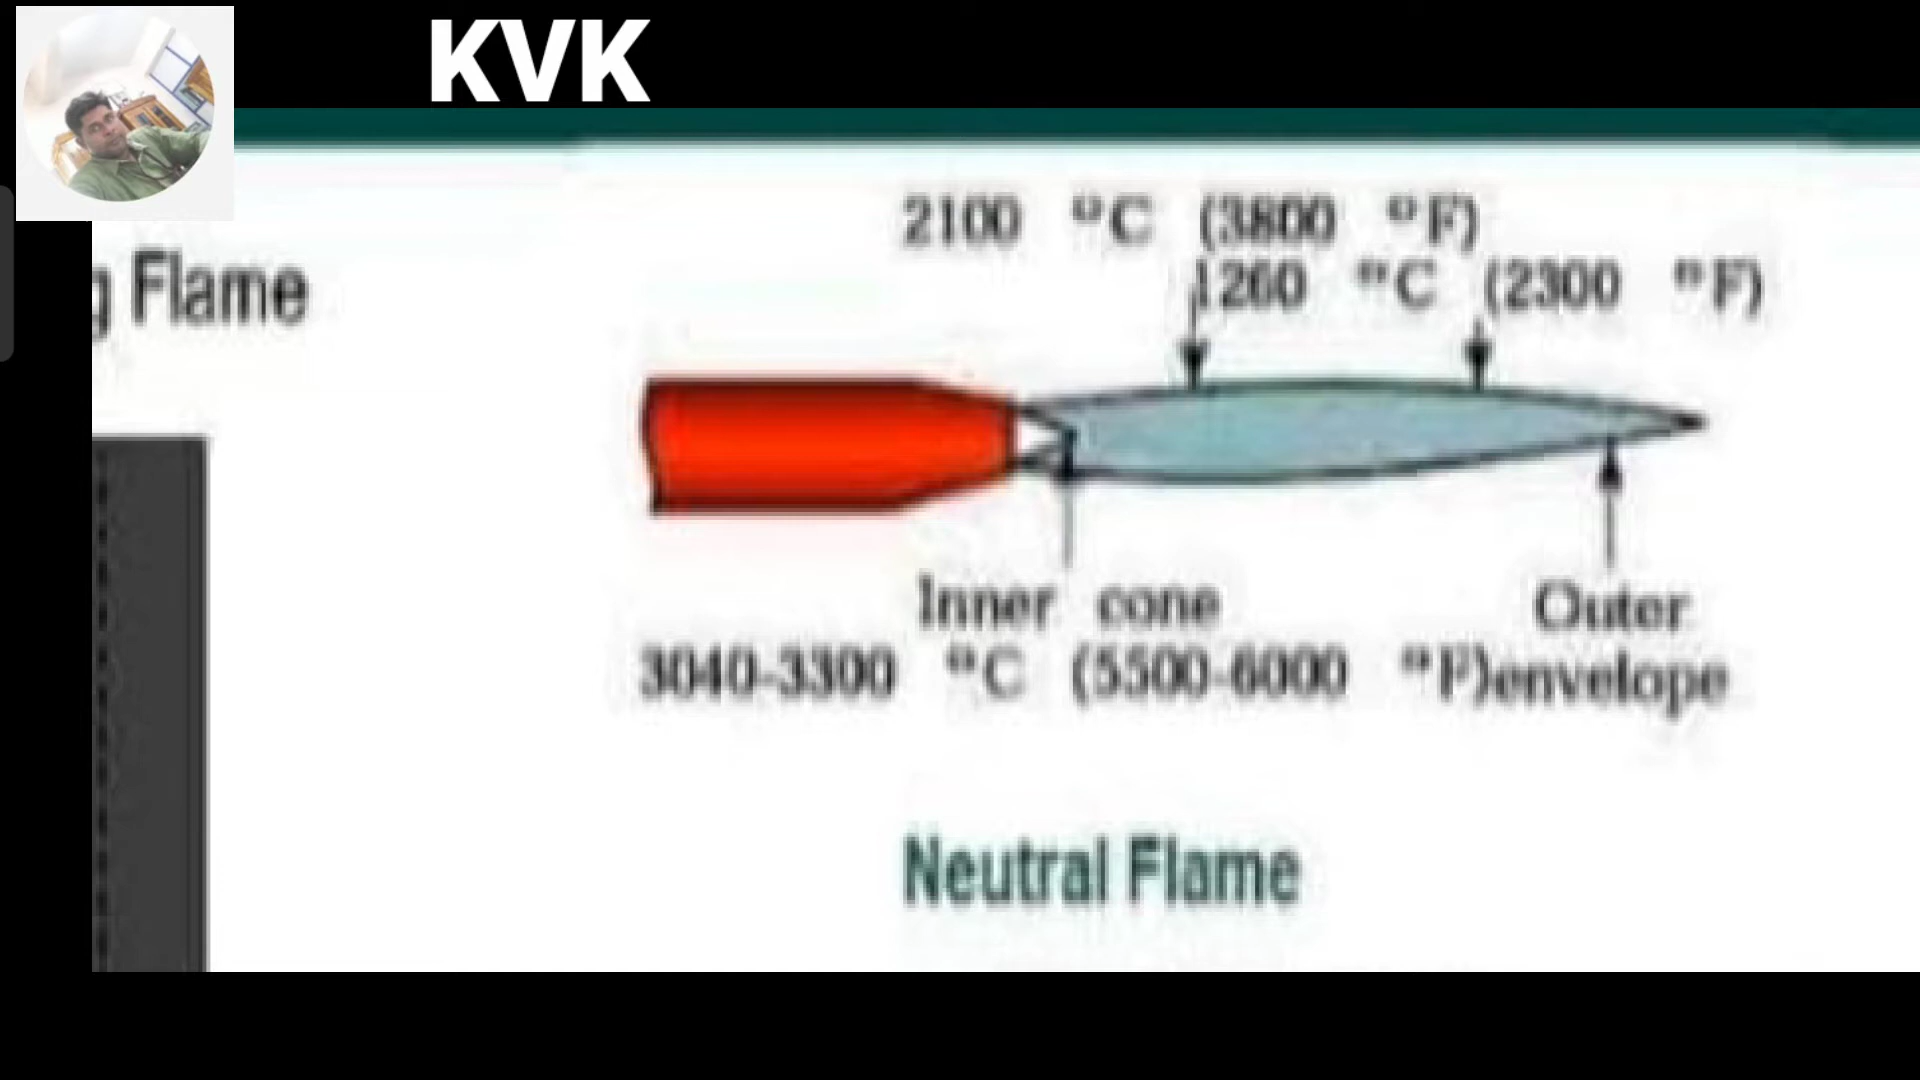 KVK
g Flame
2100 °C (3800 °F)
1260 °C (2300 °F)
Inner cone
3040-3300 °C (5500-6000 °F)
Outer
envelope
Neutral Flame